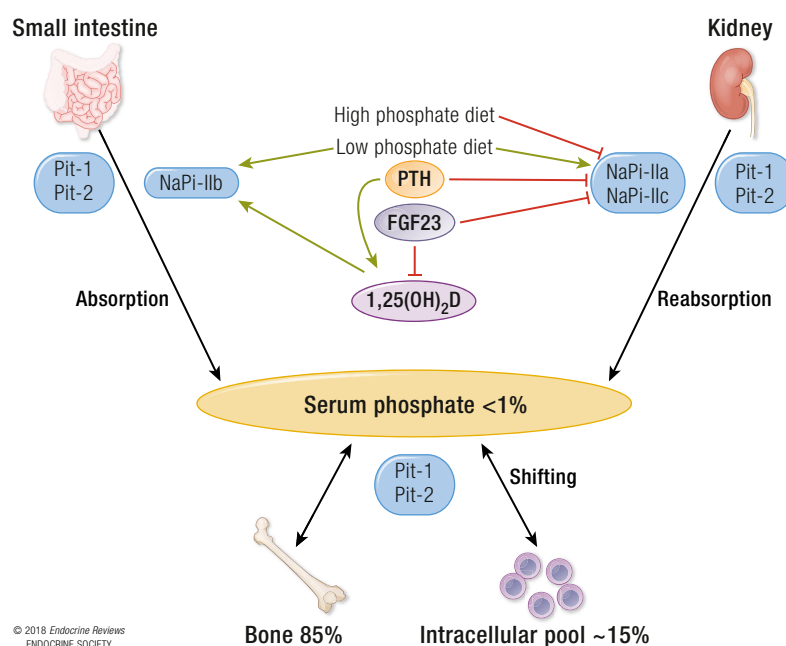 Small intestine
Kidney
High phosphate diet
Low phosphate diet
Pit-1
Pit-2
NaPi-IIb
PTH
FGF23
NaPi-IIa
NaPi-IIc
Pit-1
Pit-2
1,25(OH)₂D
Absorption
Reabsorption
Serum phosphate <1%
Pit-1
Pit-2
Shifting
Bone 85%
Intracellular pool ~15%
© 2018 Endocrine Reviews
ENDOCRINE SOCIETY